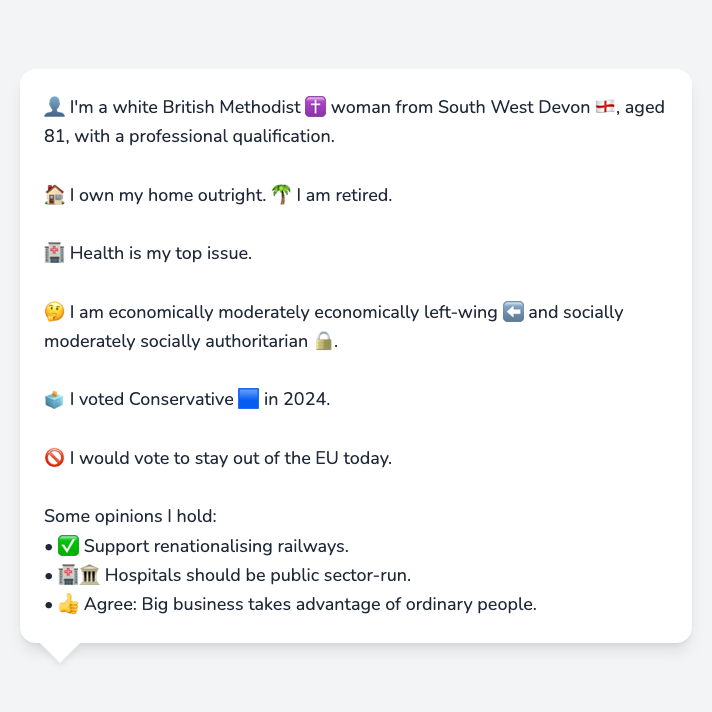 👤 I'm a white British Methodist ✝️ woman from South West Devon 🏴󠁧󠁢󠁥󠁮󠁧󠁿, aged
81, with a professional qualification.
🏠 I own my home outright. 🌴 I am retired.
🏥 Health is my top issue.
🤔 I am economically moderately economically left-wing ⬅️ and socially
moderately socially authoritarian 🔒.
🗳️ I voted Conservative 🟦 in 2024.
🚫 I would vote to stay out of the EU today.
Some opinions I hold:
• ✅ Support renationalising railways.
• 🏥🏛️ Hospitals should be public sector-run.
• 👍 Agree: Big business takes advantage of ordinary people.